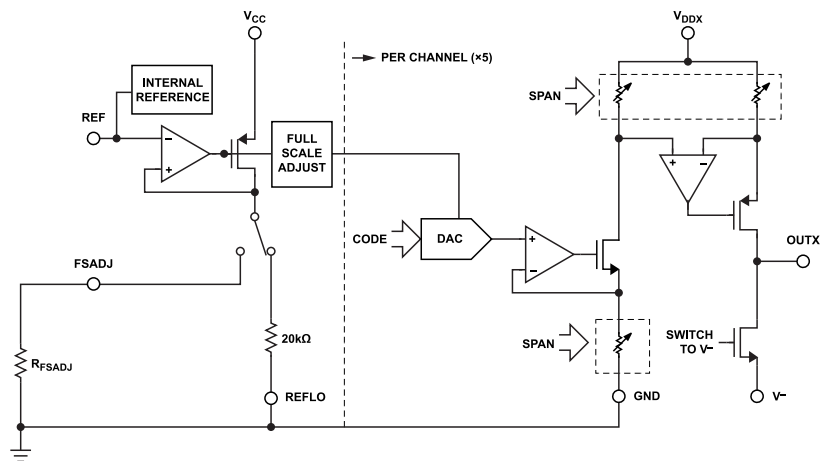 VCC
VDDX
PER CHANNEL (×5)
INTERNAL
REFERENCE
SPAN
REF
−
+
FULL
SCALE
ADJUST
+
−
CODE
DAC
+
−
OUTX
FSADJ
SWITCH
TO V−
SPAN
20kΩ
RFSADJ
REFLO
GND
V−